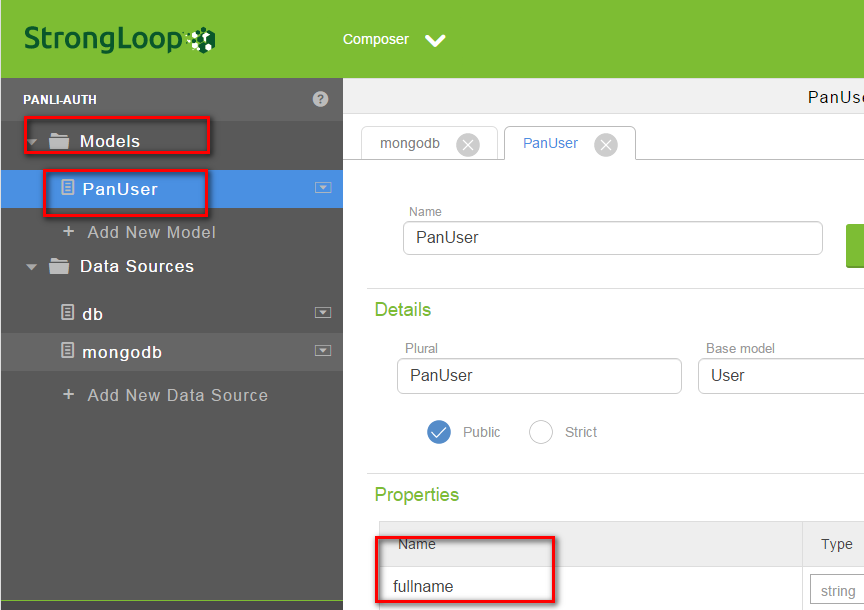 StrongLoop
Composer
PANLI-AUTH
?
Models
PanUser
+ Add New Model
Data Sources
db
mongodb
+ Add New Data Source
mongodb
PanUser
Name
PanUser
Details
Plural
Base model
PanUser
User
Public
Strict
Properties
Name
Type
fullname
string